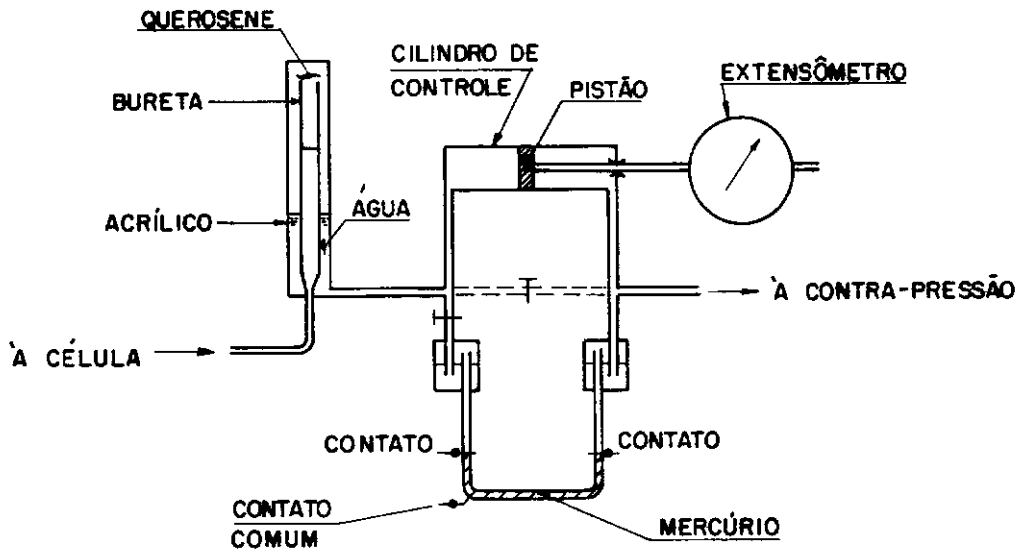 QUEROSENE
BURETA
ACRÍLICO
ÁGUA
CILINDRO DE
CONTROLE
PISTÃO
EXTENSÔMETRO
`A CONTRA-PRESSÃO
`A CÉLULA
CONTATO
CONTATO
CONTATO
COMUM
MERCÚRIO